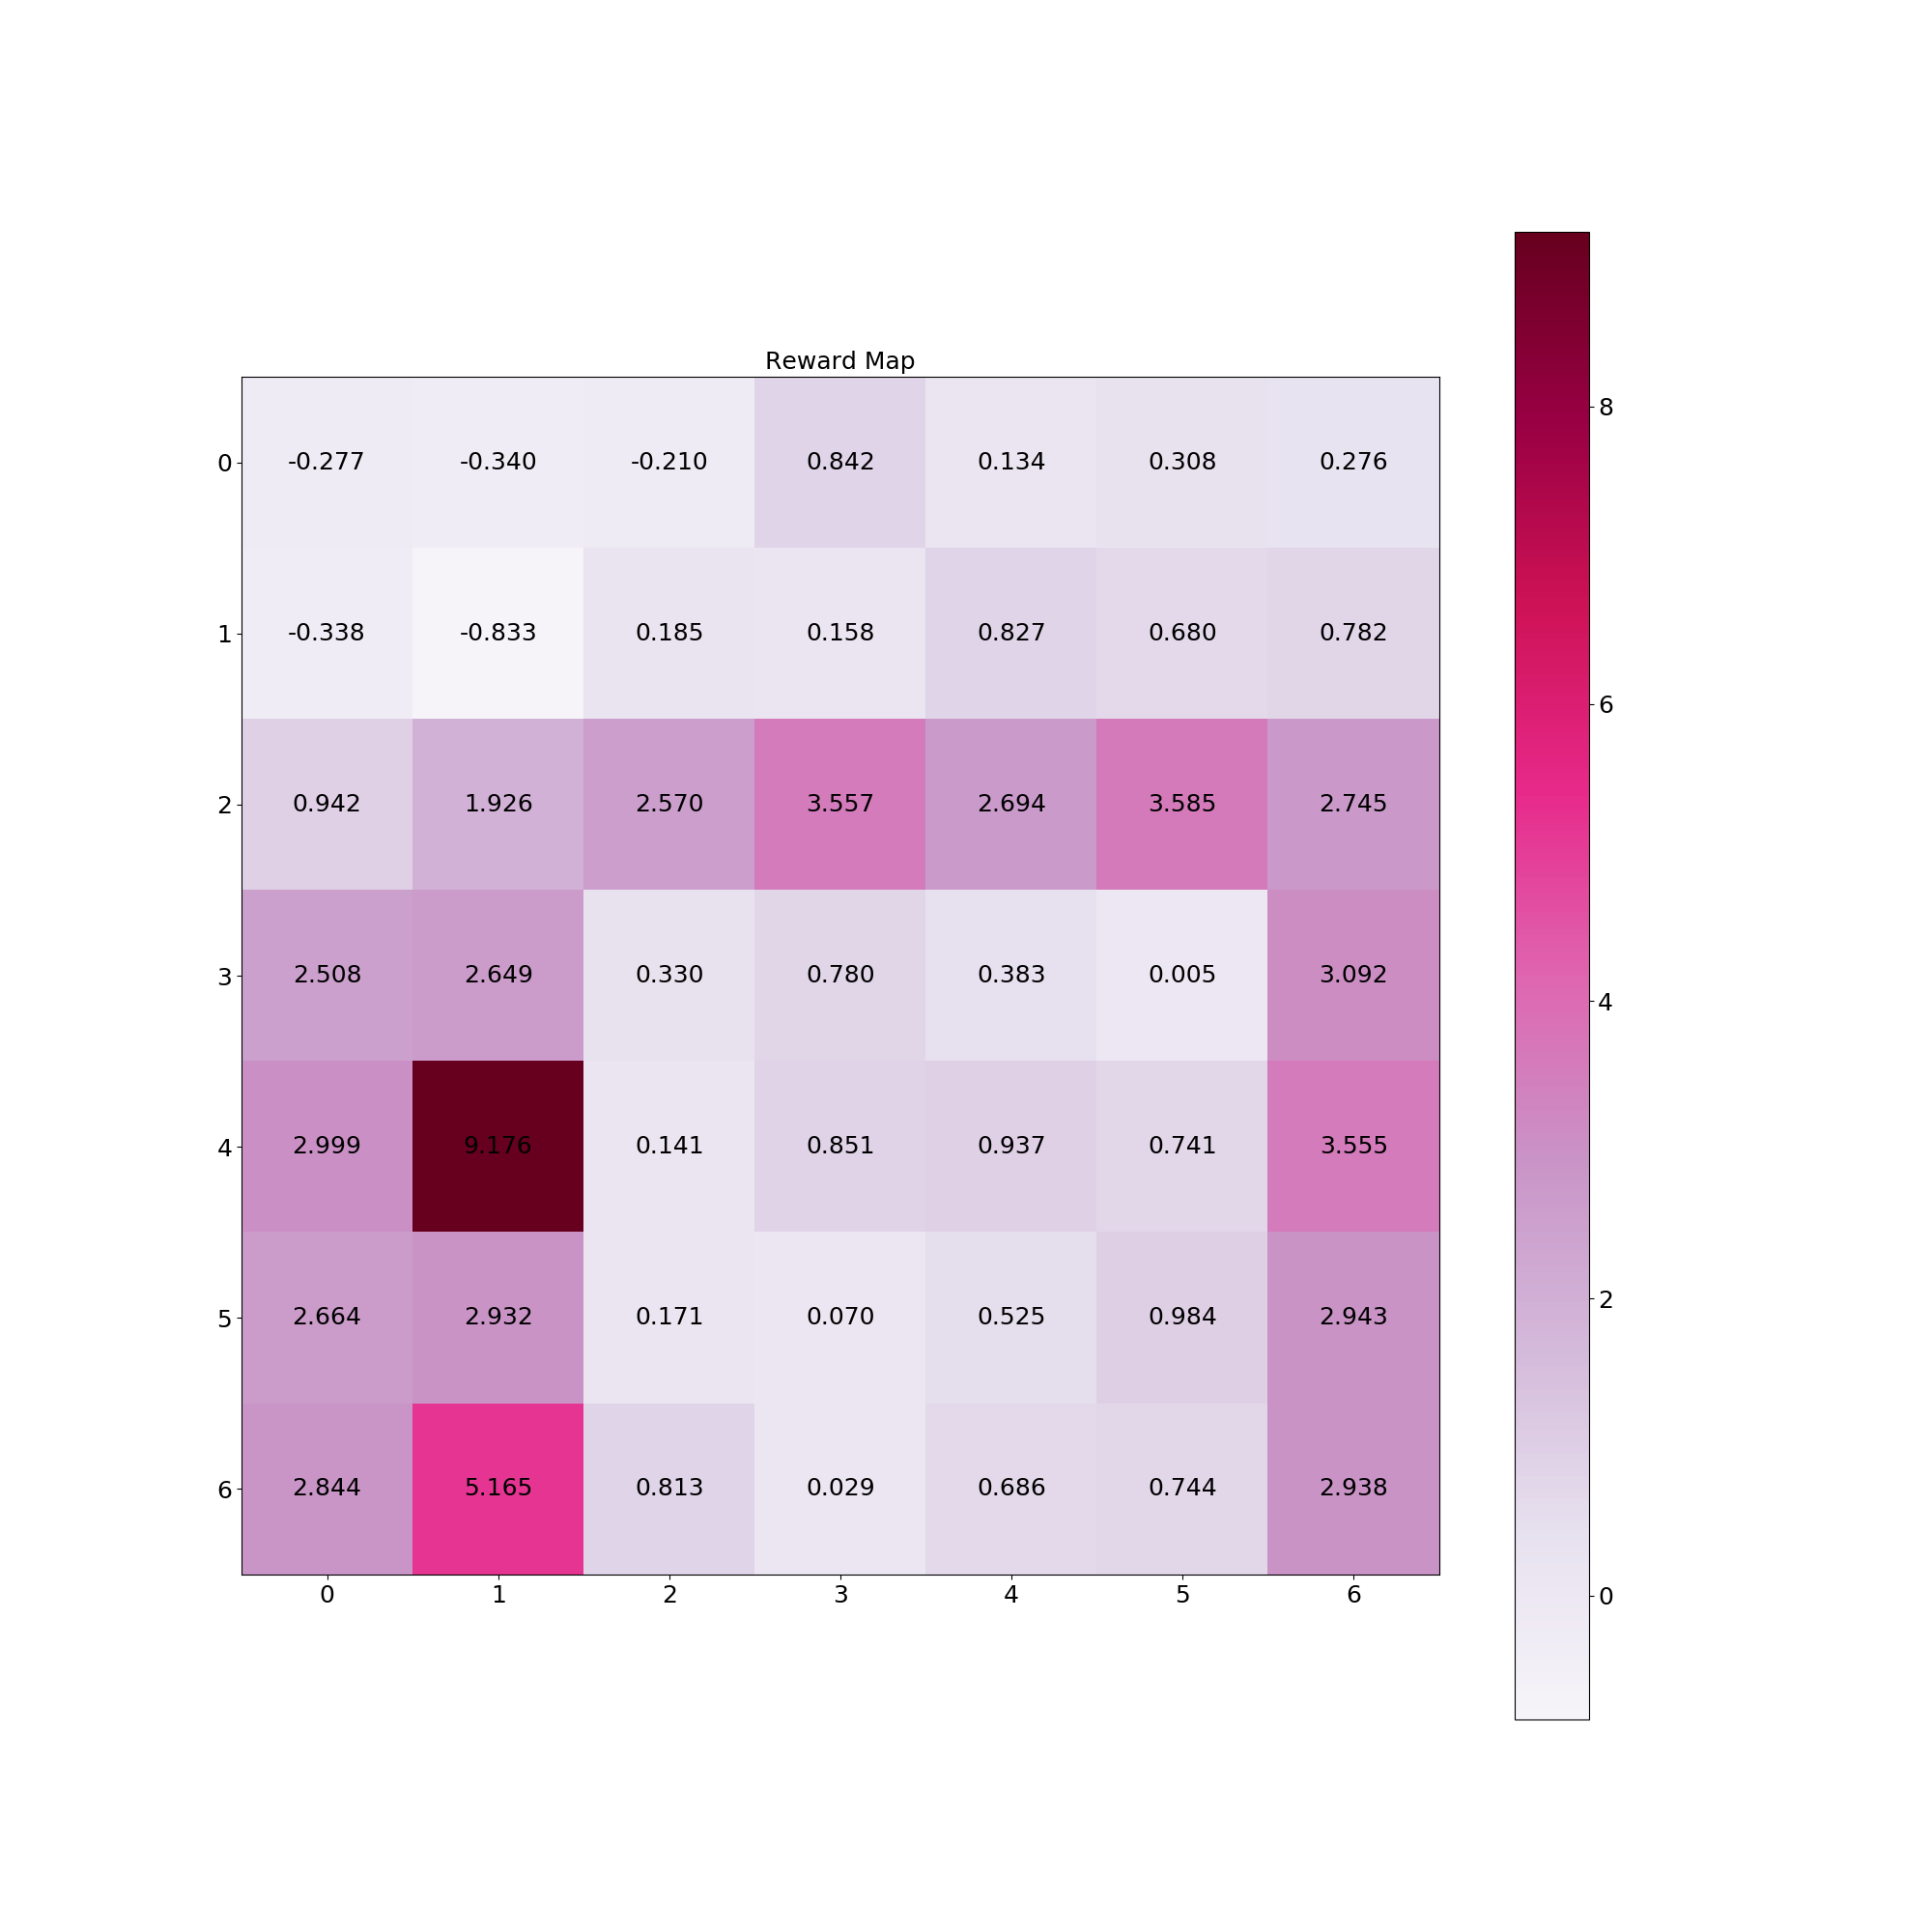 Reward Map
8
0 -0.277 -0.340 -0.210 0.842 0.134 0.308 0.276
1 -0.338 -0.833 0.185 0.158 0.827 0.680 0.782
6
2 0.942 1.926 2.570 3.557 2.694 3.585 2.745
3 2.508 2.649 0.330 0.780 0.383 0.005 3.092
4
4 2.999 9.176 0.141 0.851 0.937 0.741 3.555
2
5 2.664 2.932 0.171 0.070 0.525 0.984 2.943
6 2.844 5.165 0.813 0.029 0.686 0.744 2.938
0 1 2 3 4 5 6
0